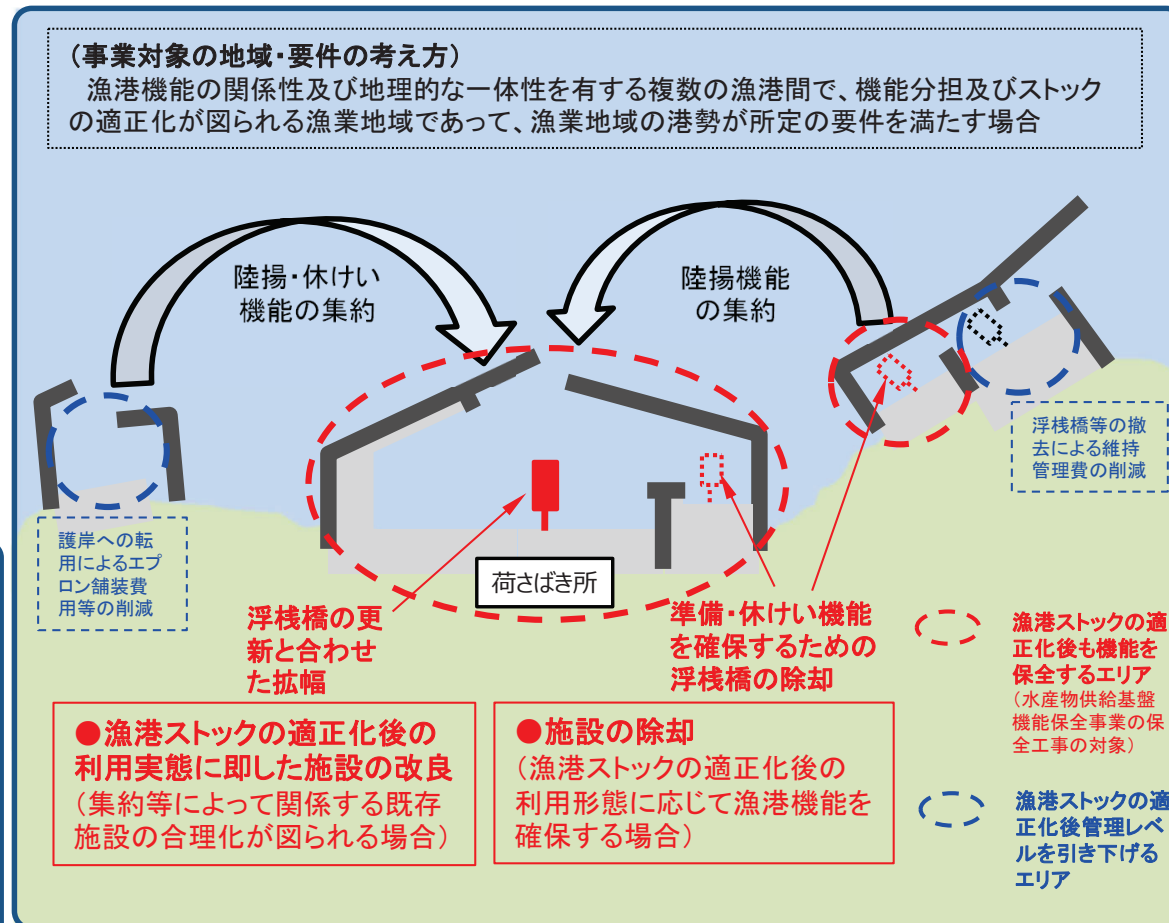 （事業対象の地域・要件の考え方）
漁港機能の関係性及び地理的な一体性を有する複数の漁港間で、機能分担及びストック
の適正化が図られる漁業地域であって、漁業地域の港勢が所定の要件を満たす場合
陸揚・休けい
機能の集約
陸揚機能
の集約
浮桟橋等の撤
去による維持
管理費の削減
護岸への転
用によるエプ
ロン舗装費
用等の削減
荷さばき所
浮桟橋の更
新と合わせ
た拡幅
準備・休けい機能
を確保するための
浮桟橋の除却
漁港ストックの適
正化後も機能を
保全するエリア
（水産物供給基盤
機能保全事業の保
全工事の対象）
●漁港ストックの適正化後の
利用実態に即した施設の改良
（集約等によって関係する既存
施設の合理化が図られる場合）
●施設の除却
（漁港ストックの適正化後の
利用形態に応じて漁港機能を
確保する場合）
漁港ストックの適
正化後管理レベ
ルを引き下げる
エリア